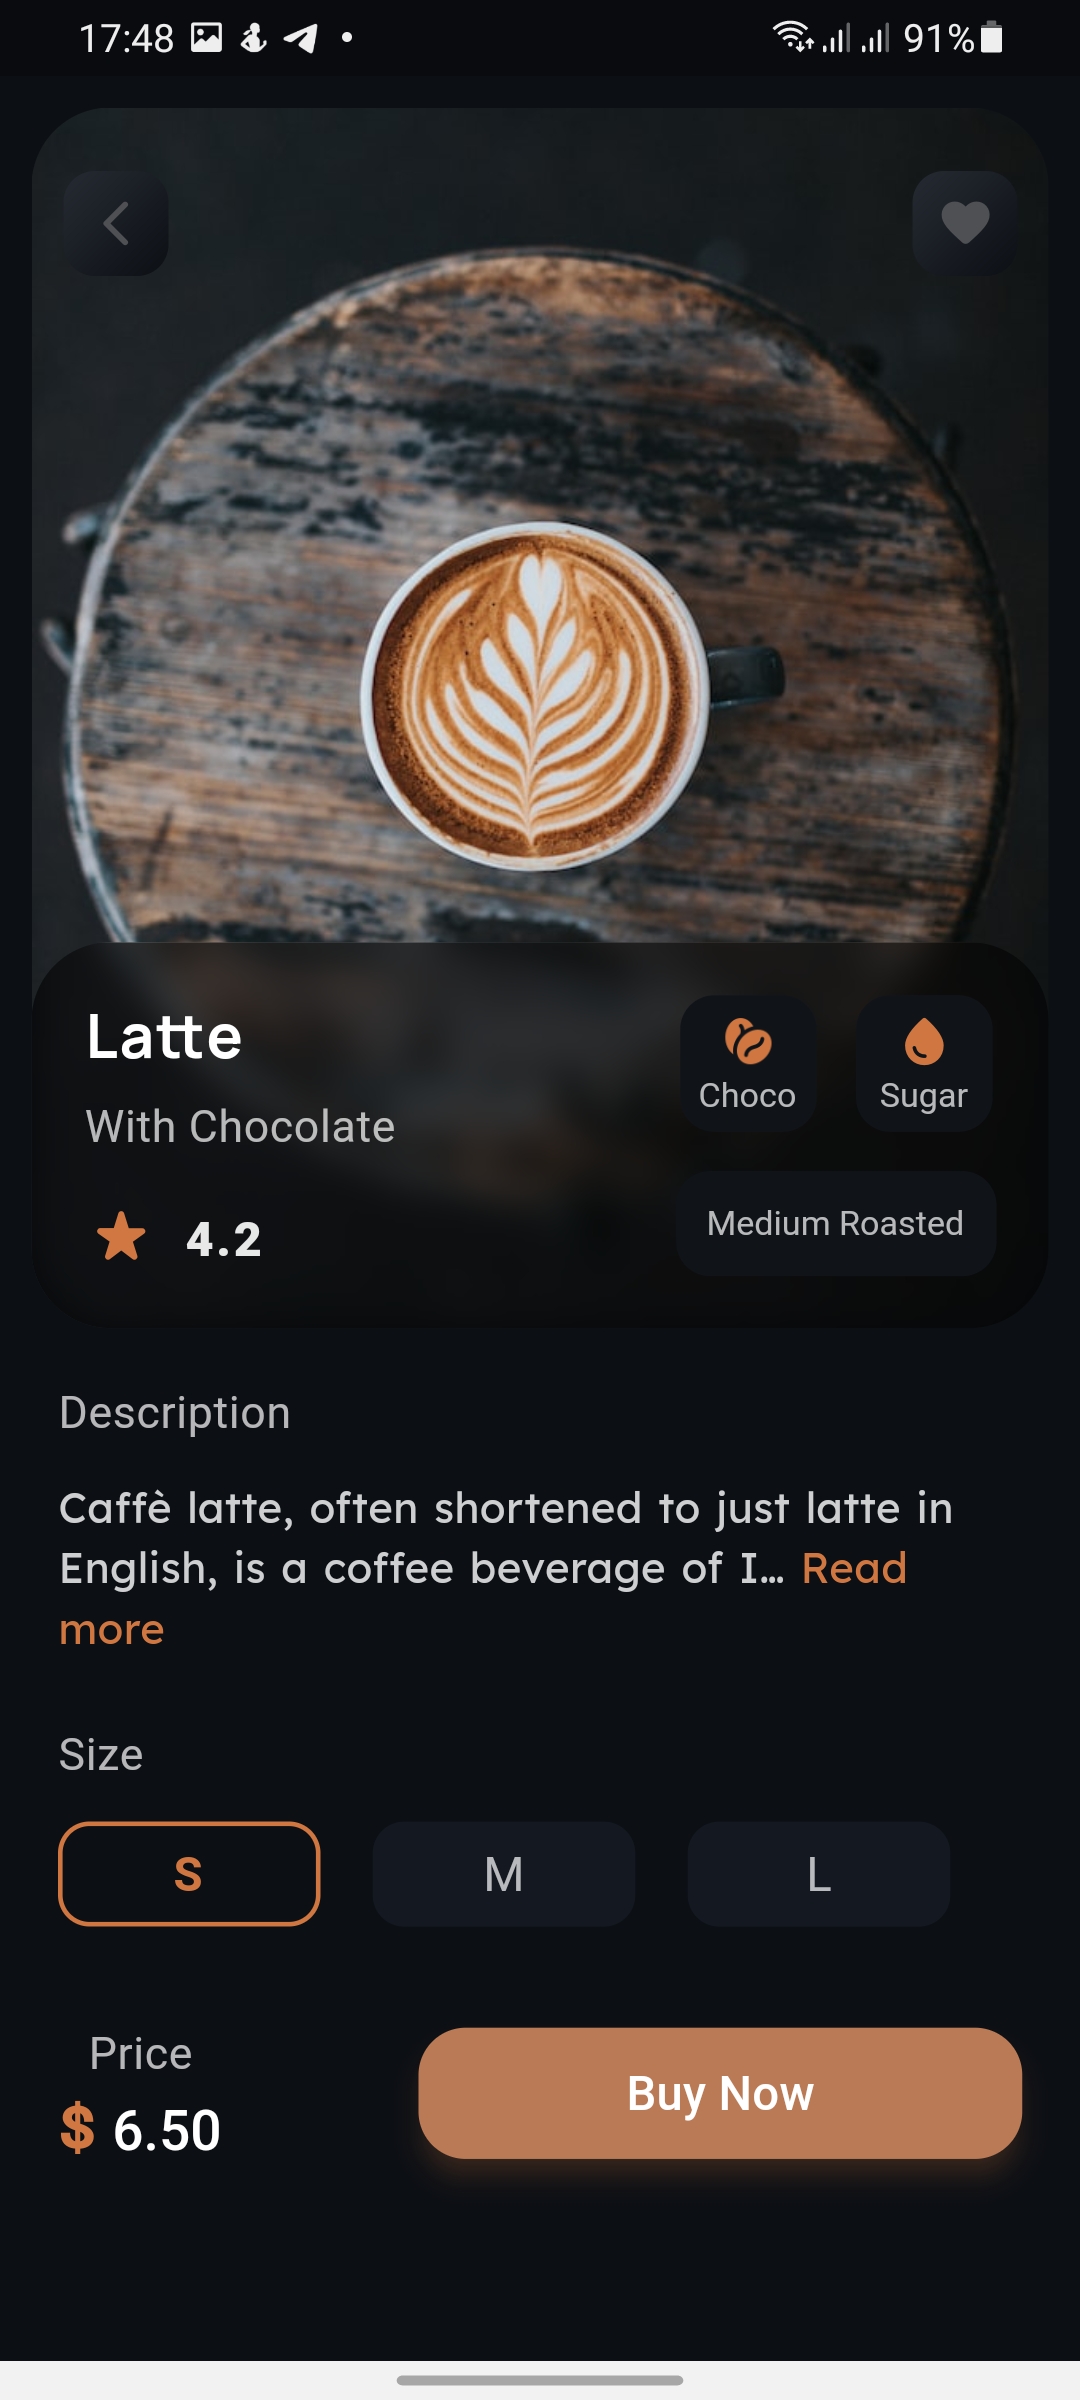 17:48 91%
Latte
Choco Sugar
With Chocolate
4.2
Medium Roasted
Description
Caffè latte, often shortened to just latte in
English, is a coffee beverage of I... Read
more
Size
S M L
Price
$ 6.50
Buy Now